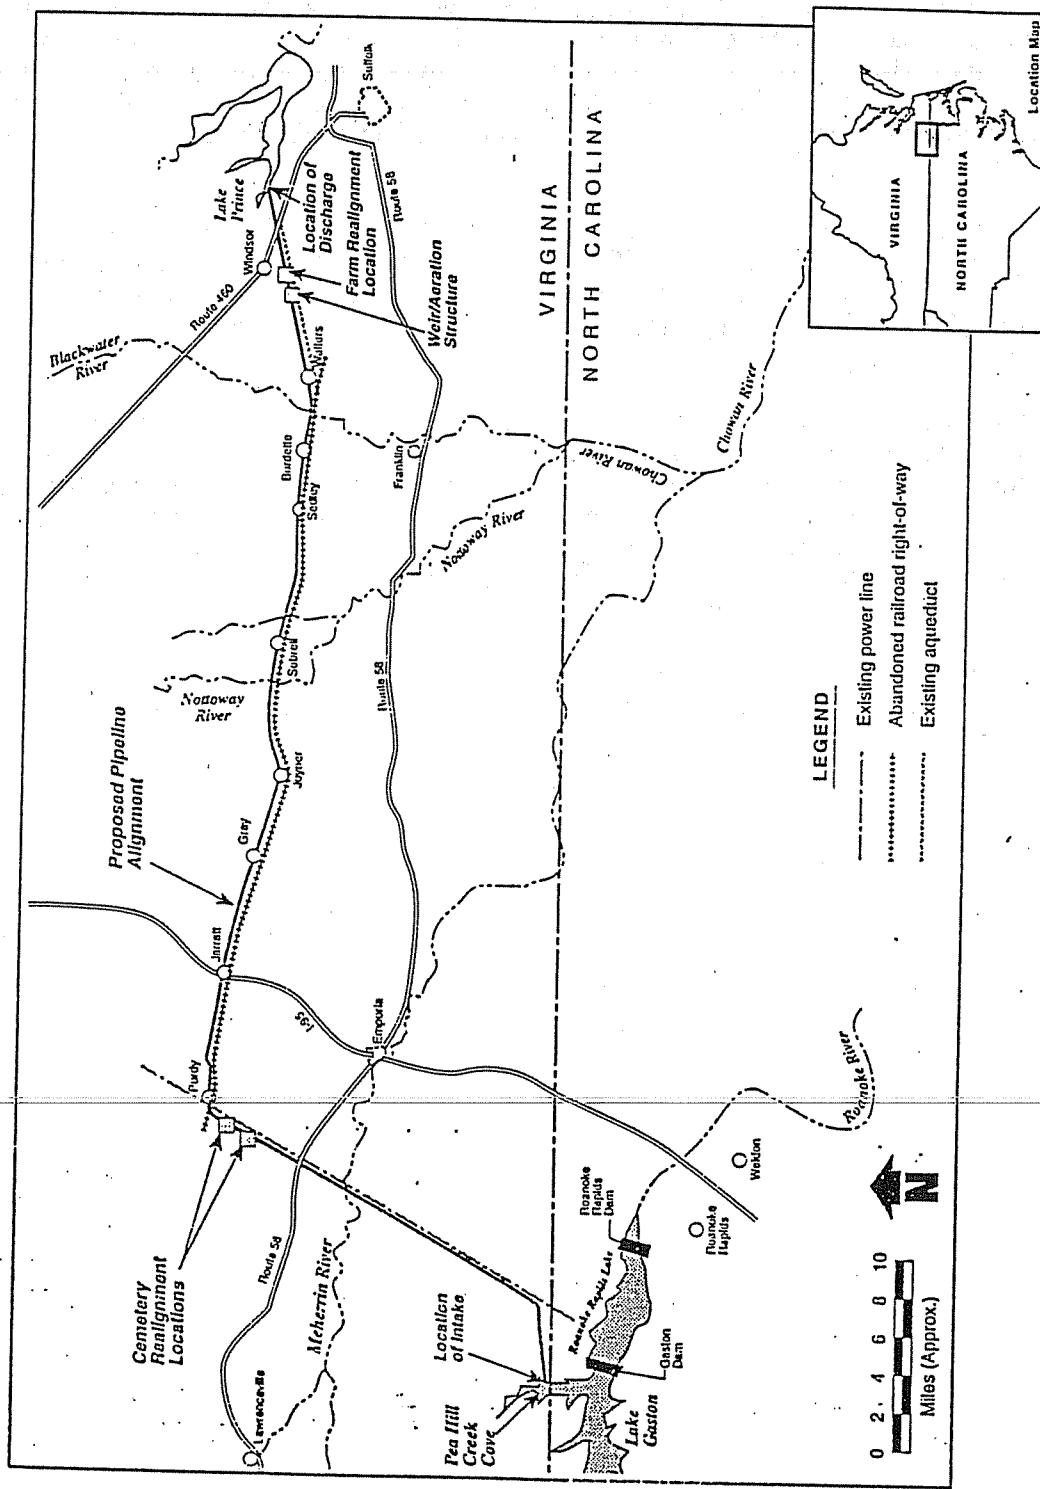 Lake
Prince
Suffolk
Windsor
Location of
Discharge
Farm Realignment
Location
Weir/Aeration
Structure
Route 460
Route 58
Blackwater
River
Walters
Burdette
Sedley
Franklin
Nottoway River
Chowan River
Chowan River
VIRGINIA
NORTH CAROLINA
Sebrell
Nottoway
River
Route 58
Joyner
Proposed Pipeline
Alignment
Gray
Jarratt
I-95
Emporia
Purdy
Cemetery
Realignment
Locations
Route 58
Meherrin River
Lawrenceville
Location
of Intake
Pea Hill
Creek
Cove
Roanoke Rapids Lake
Roanoke
Rapids
Dam
Gaston
Dam
Lake
Gaston
Roanoke
Rapids
Weldon
Roanoke River
LEGEND
Existing power line
Abandoned railroad right-of-way
Existing aqueduct
N
0 2 4 6 8 10
Miles (Approx.)
VIRGINIA
NORTH CAROLINA
Location Map